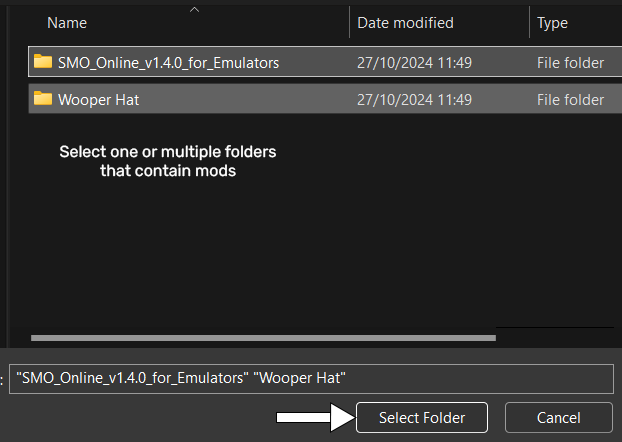 Name Date modified Type
SMO_Online_v1.4.0_for_Emulators 27/10/2024 11:49 File folder
Wooper Hat 27/10/2024 11:49 File folder
Select one or multiple folders
that contain mods
: "SMO_Online_v1.4.0_for_Emulators" "Wooper Hat"
Select Folder Cancel